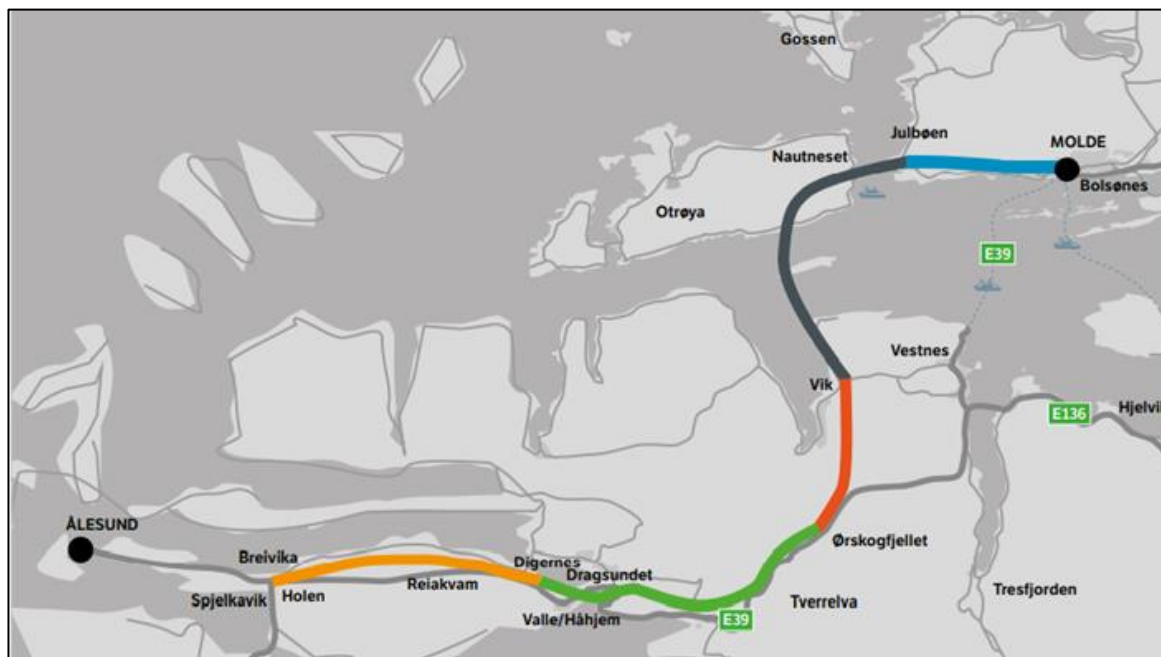 Gossen
Julbøen
MOLDE
Nautneset
Bolsønes
Otrøya
E39
Vestnes
Vik
E136
Hjelvi
ÅLESUND
Ørskogfjellet
Breivika
Digernes
Dragsundet
Reiakvam
Spjelkavik
Holen
Tresfjorden
Tverrelva
Valle/Håhjem
E39